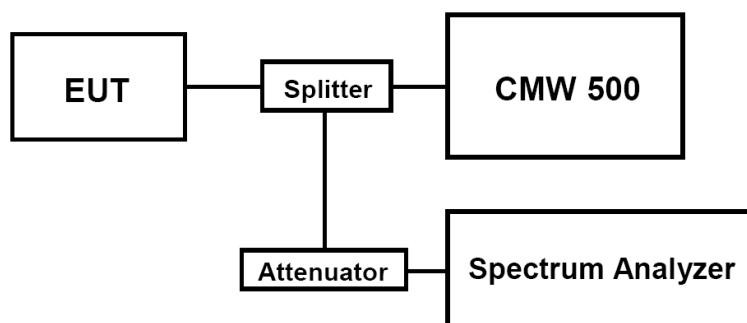 EUT
Splitter
CMW 500
Attenuator
Spectrum Analyzer